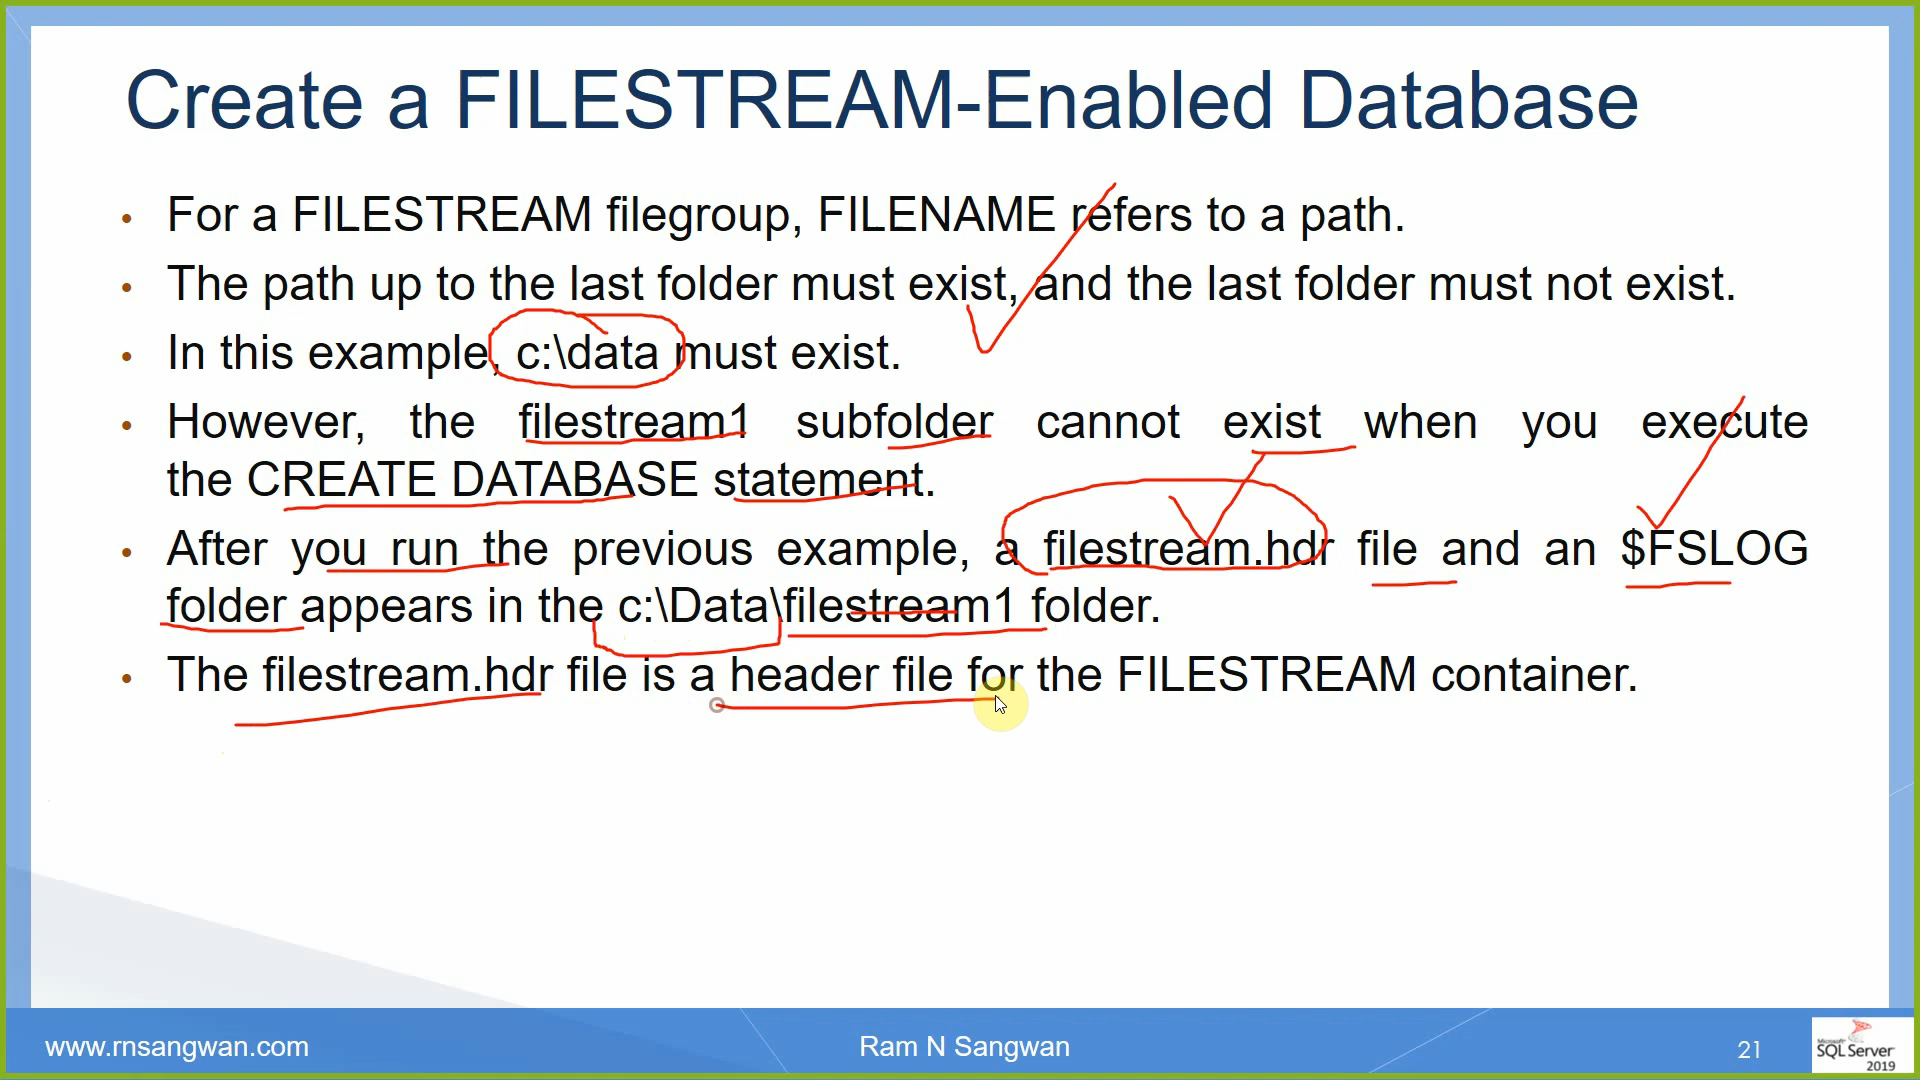 Create a FILESTREAM-Enabled Database
• For a FILESTREAM filegroup, FILENAME refers to a path.
• The path up to the last folder must exist, and the last folder must not exist.
• In this example, c:\data must exist.
• However, the filestream1 subfolder cannot exist when you execute
the CREATE DATABASE statement.
• After you run the previous example, a filestream.hdr file and an $FSLOG
folder appears in the c:\Data\filestream1 folder.
• The filestream.hdr file is a header file for the FILESTREAM container.
www.rnsangwan.com
Ram N Sangwan
21
Microsoft
SQL Server
2019